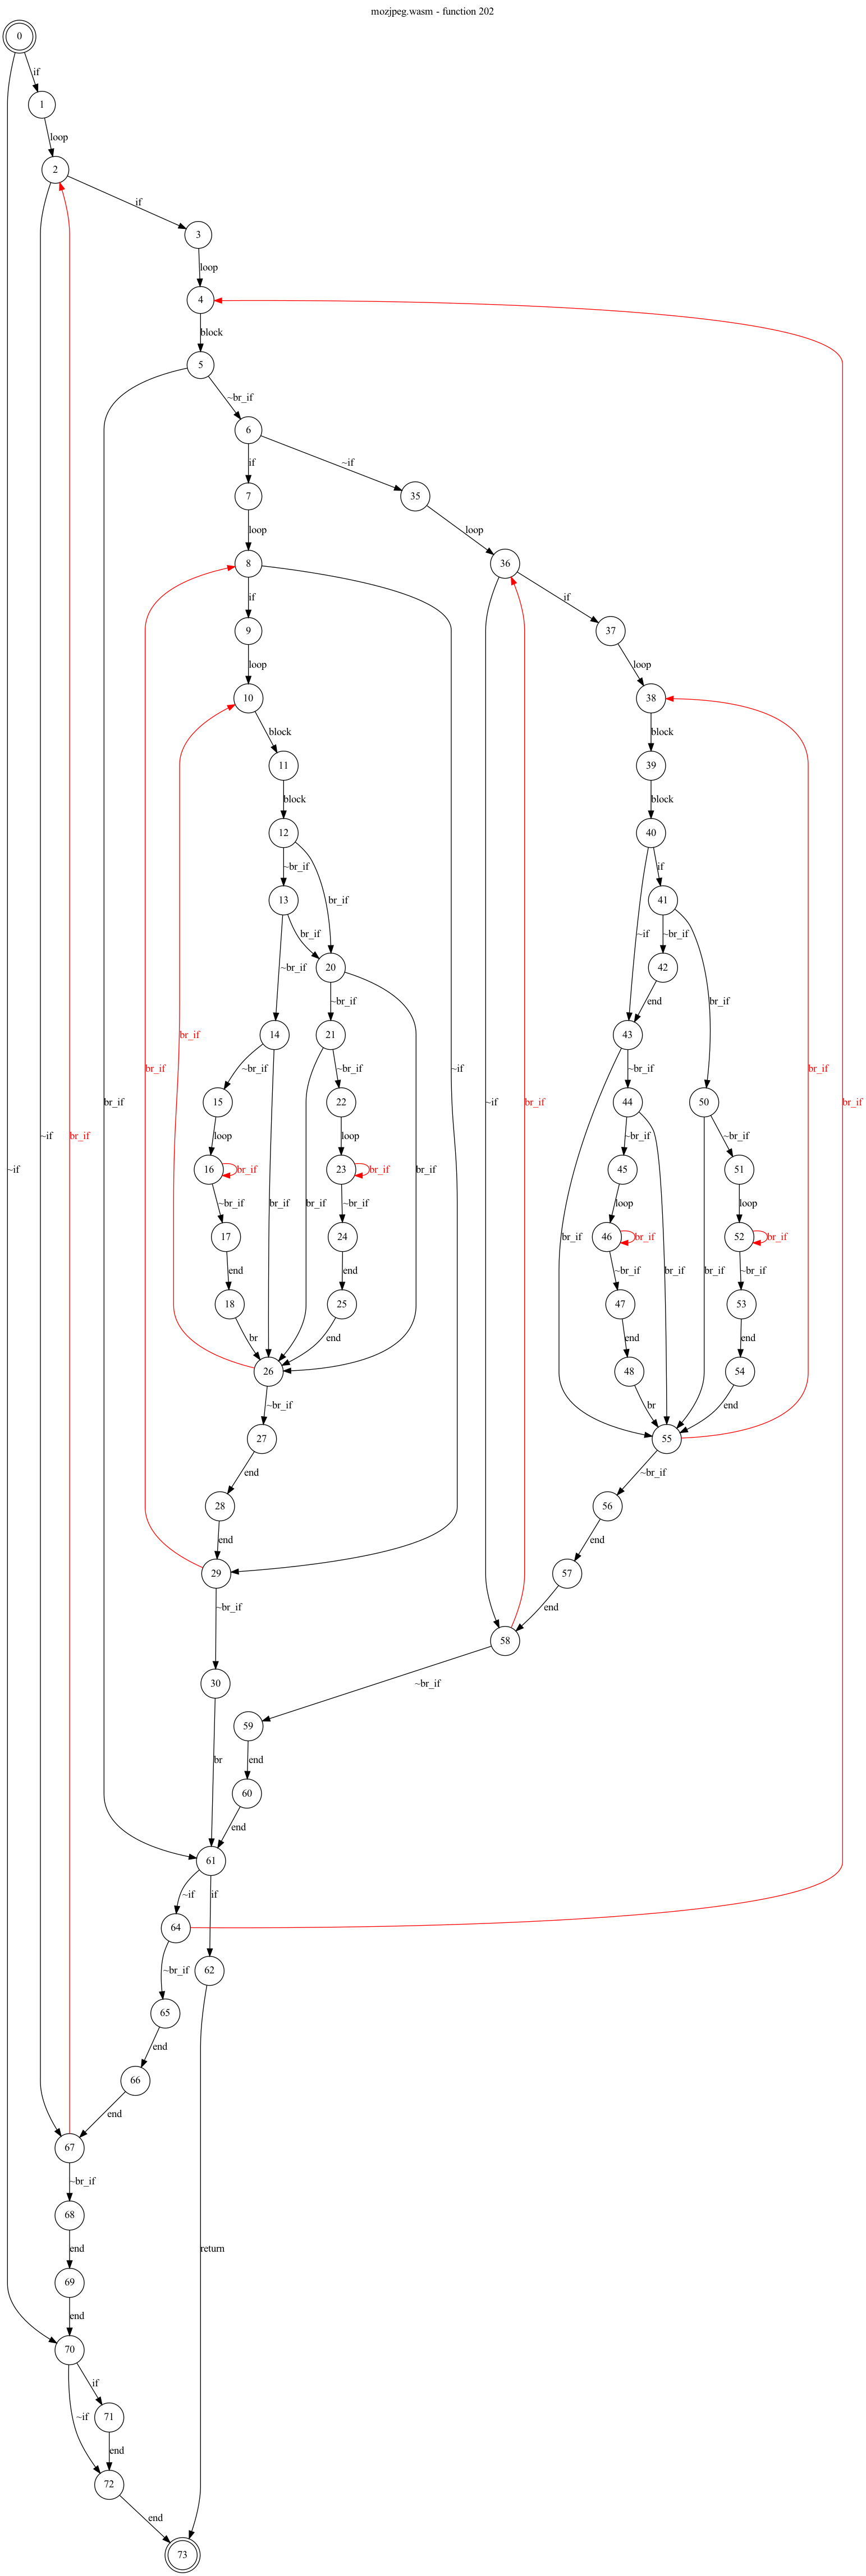 mozjpeg.wasm - function 202
0
if
1
loop
2
if
3
loop
4
block
5
~br_if
6
if
~if
7
35
loop
loop
8
36
if
if
9
37
loop
loop
10
38
block
block
11
39
block
block
12
40
~br_if
br_if
if
13
41
br_if
~if
~br_if
~br_if
20
42
br_if
~br_if
end
14
21
43
br_if
br_if
~if
br_if
~br_if
~br_if
~br_if
br_if
~if
br_if
15
22
44
50
loop
loop
~br_if
~br_if
~if
16
br_if
23
br_if
45
51
br_if
br_if
~br_if
br_if
~br_if
loop
br_if
loop
17
24
br_if
46
br_if
br_if
52
br_if
end
end
~br_if
~br_if
18
25
47
53
br
end
end
end
26
48
54
~br_if
br
end
27
55
end
~br_if
28
56
end
end
29
57
~br_if
end
58
30
~br_if
59
br
end
60
end
61
~if
if
64
62
~br_if
65
end
66
end
67
~br_if
68
return
end
69
end
70
if
71
~if
end
72
end
73